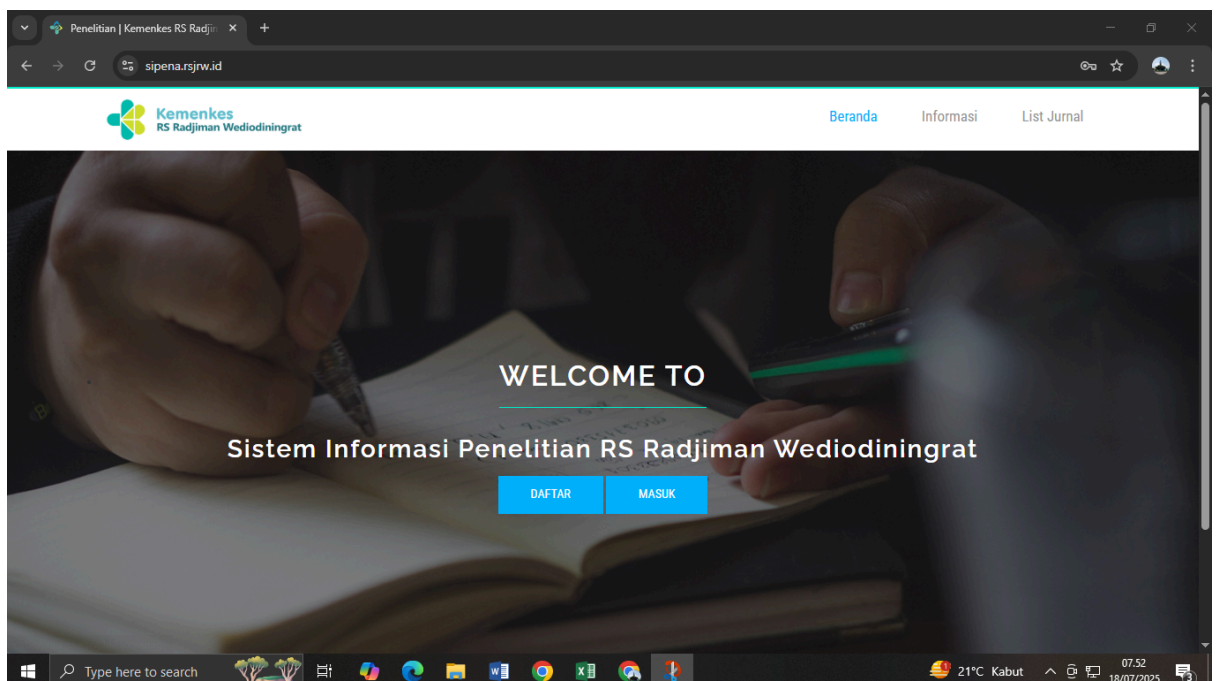 Penelitian | Kemenkes RS Radjin
sipena.rsjrw.id
Kemenkes
RS Radjiman Wediodiningrat
Beranda Informasi List Jurnal
WELCOME TO
Sistem Informasi Penelitian RS Radjiman Wediodiningrat
DAFTAR MASUK
Type here to search
21°C Kabut
07.52
18/07/2025